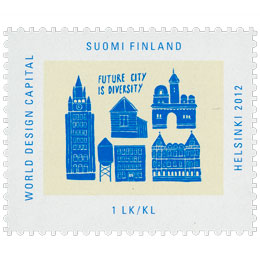 SUOMI FINLAND
WORLD DESIGN CAPITAL
FUTURE CITY
IS DIVERSITY
HELSINKI 2012
1 LK/KL